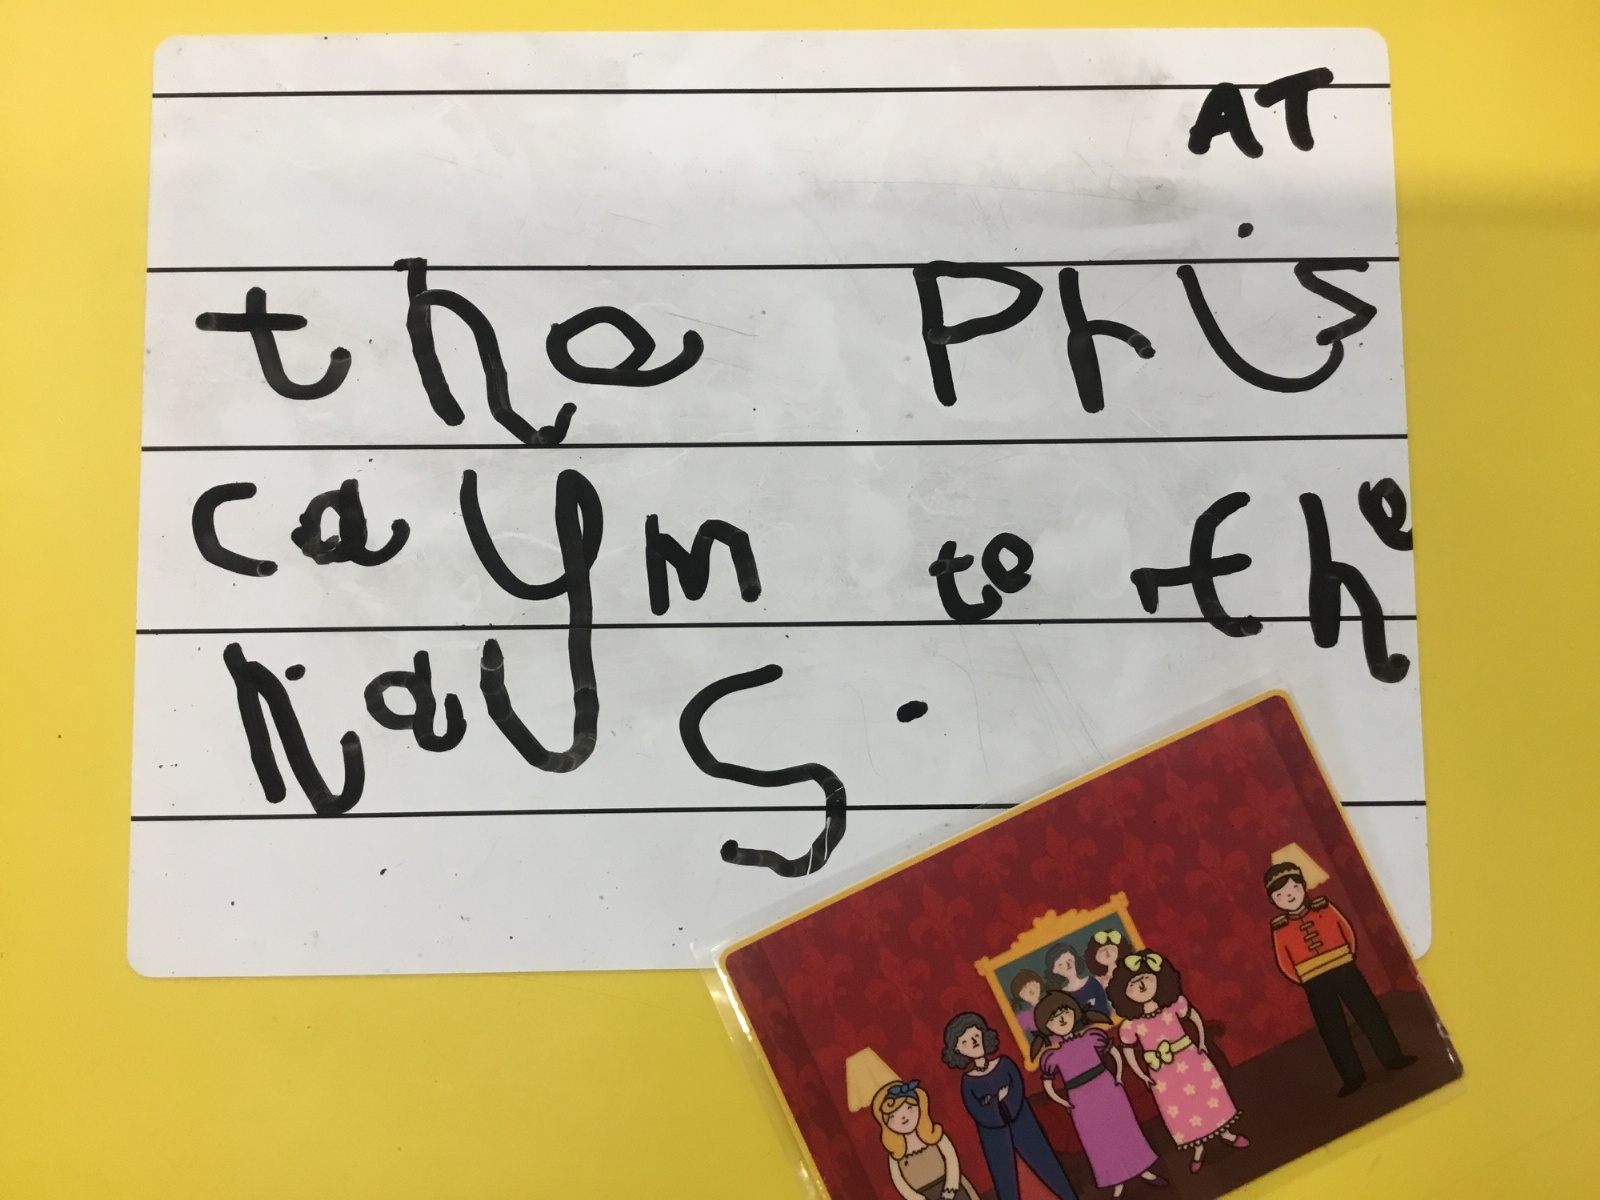 AT
the Pris
caym to the
haus.